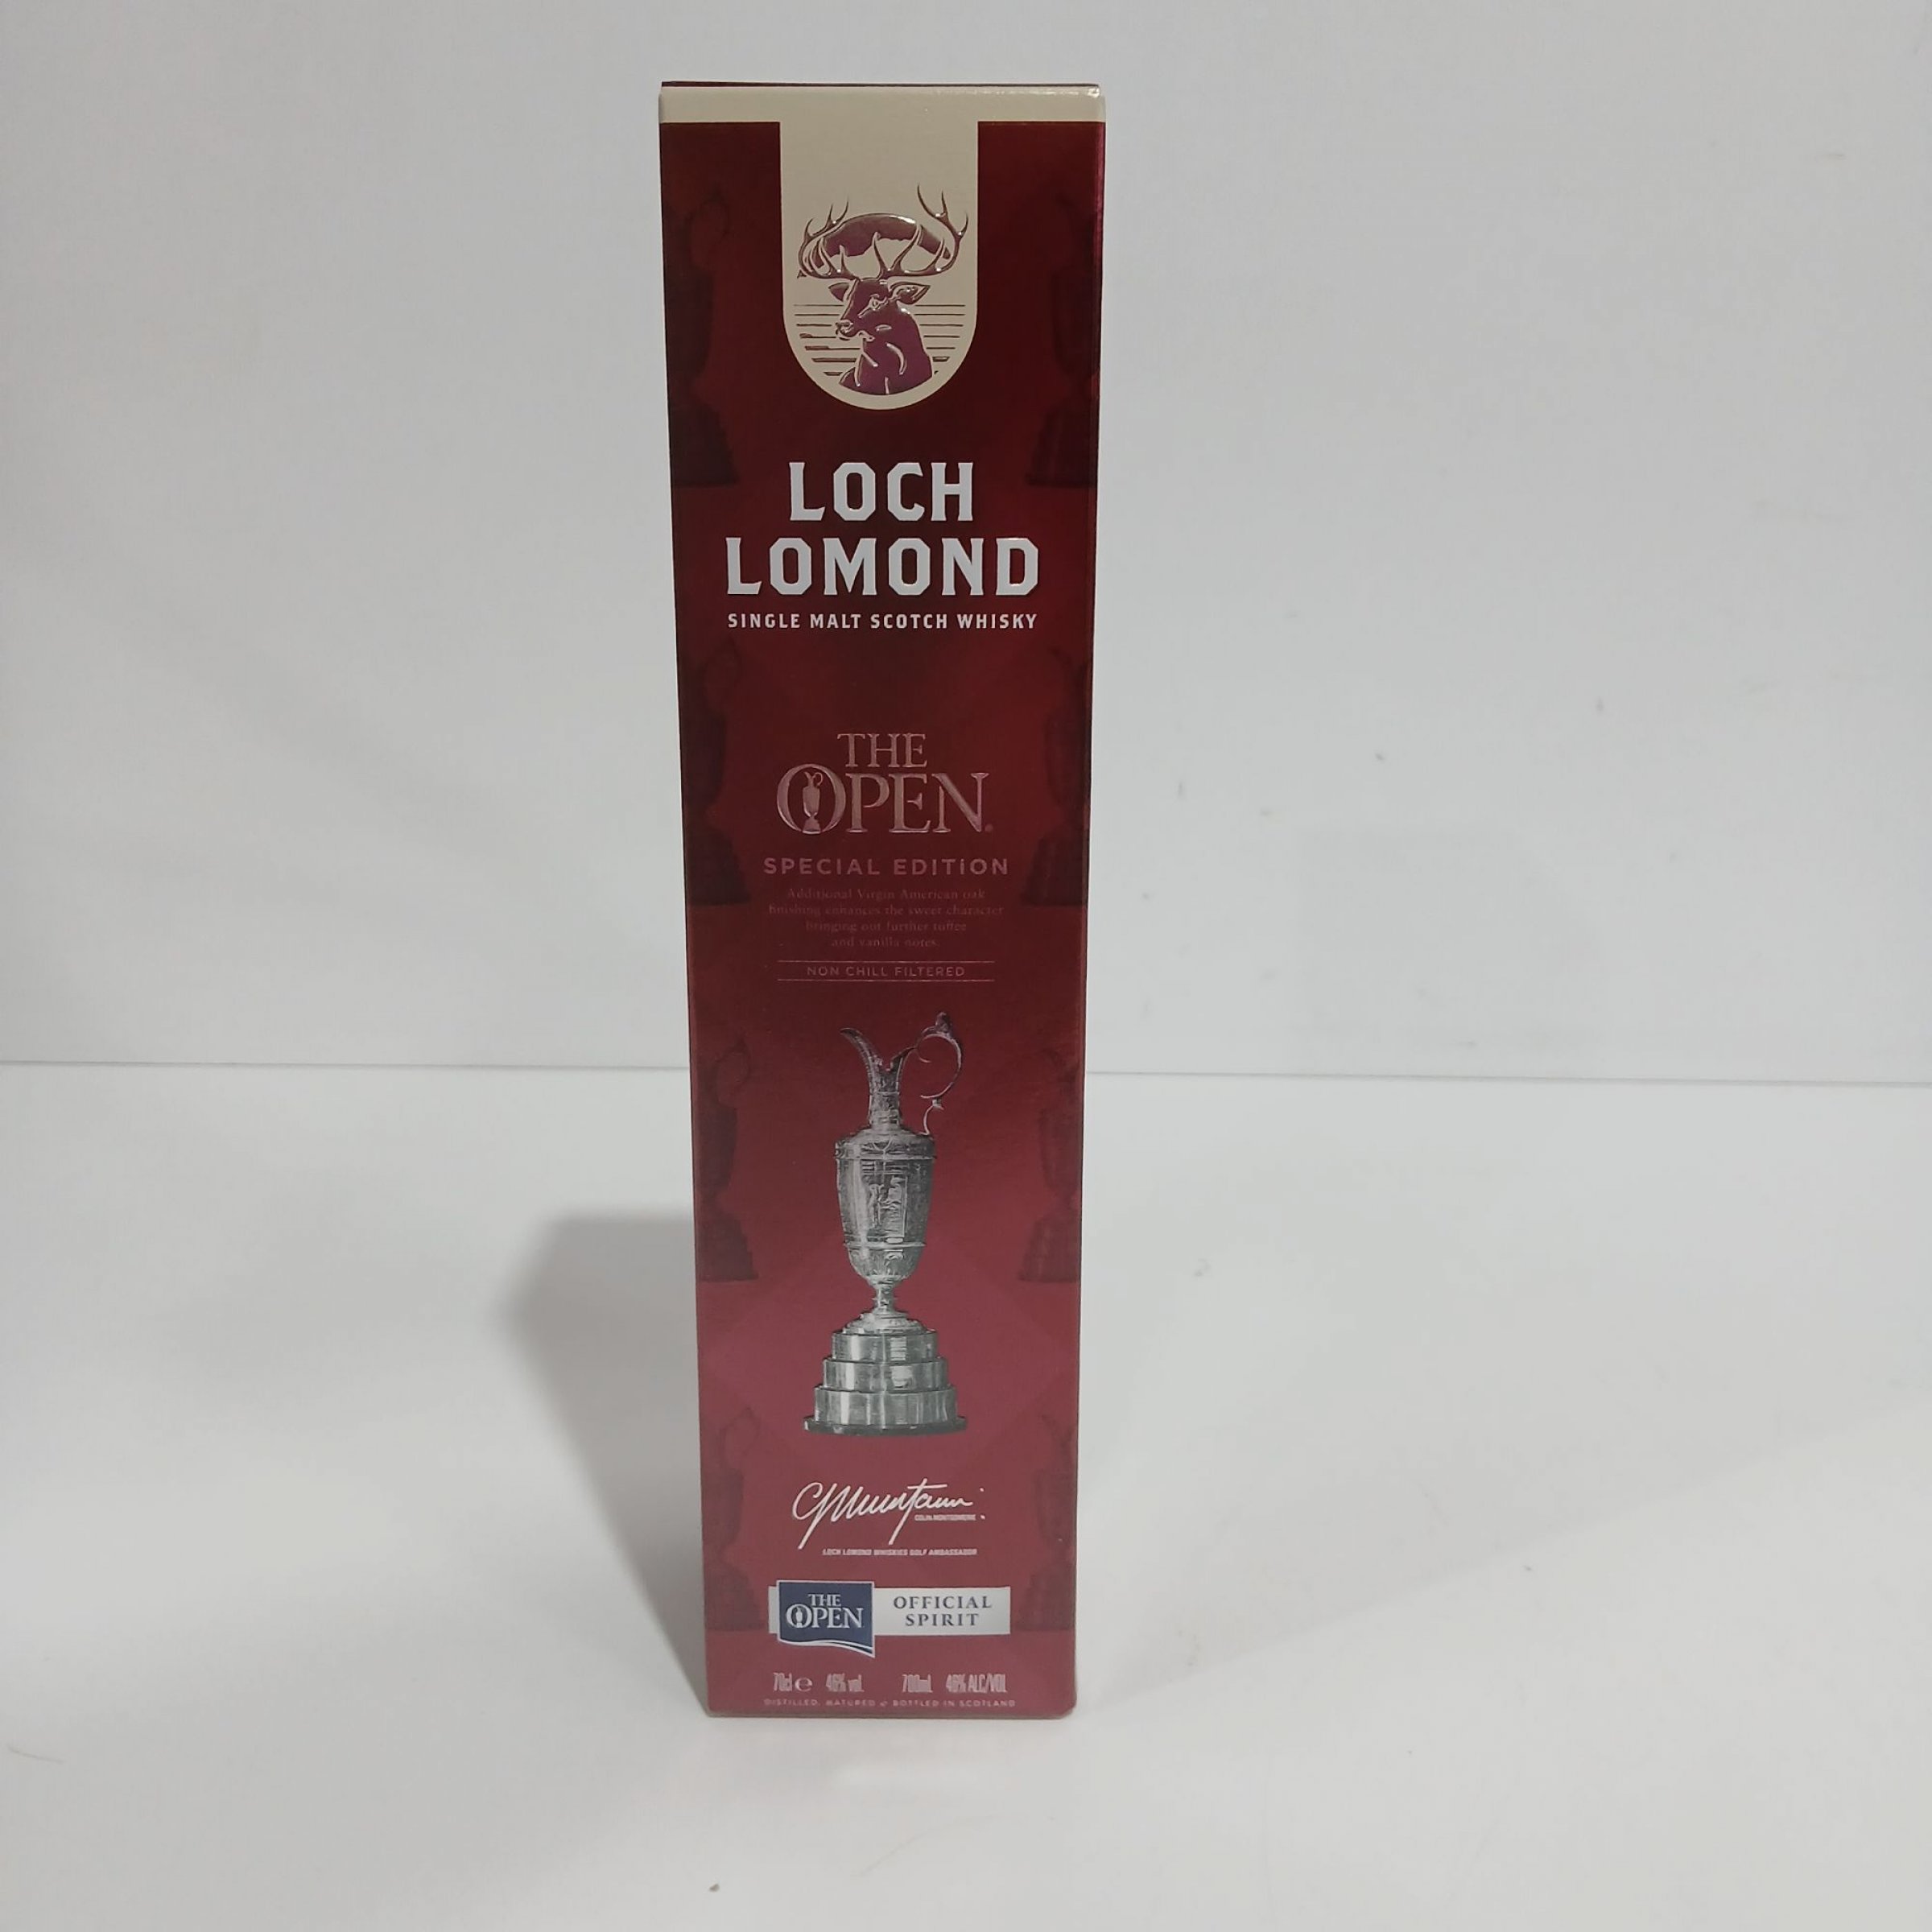 LOCH
LOMOND
SINGLE MALT SCOTCH WHISKY
THE
OPEN
SPECIAL EDITION
Additional Virgin American oak
finishing enhances the sweet character
bringing out further toffee
and vanilla notes.
NON CHILL FILTERED
COLIN MONTGOMERIE
LOCH LOMOND WHISKIES GOLF AMBASSADOR
THE
OPEN
OFFICIAL
SPIRIT
70cl e 46% vol. 700mL 46% ALC/VOL
DISTILLED, MATURED & BOTTLED IN SCOTLAND